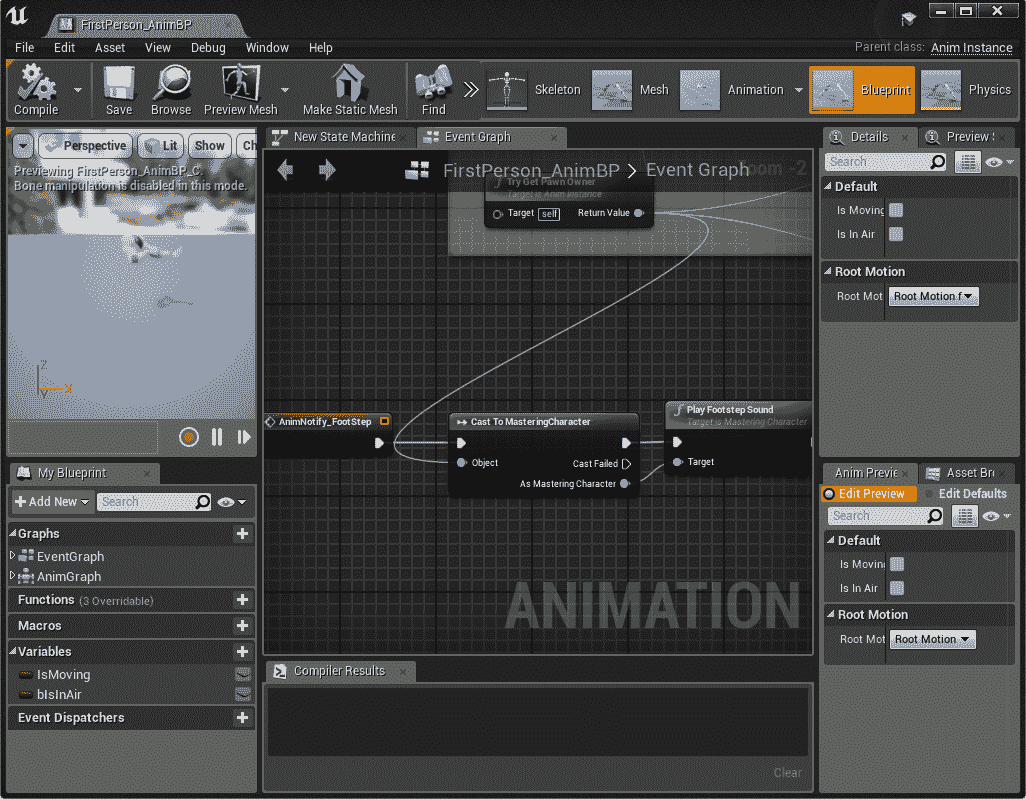 FirstPerson_AnimBP
File Edit Asset View Debug Window Help
Parent class: Anim Instance
Compile Save Browse Preview Mesh Make Static Mesh Find Skeleton Mesh Animation Blueprint Physics
Perspective Lit Show Ch
Previewing FirstPerson_AnimBP_C.
Bone manipulation is disabled in this mode.
Z
X
Y
New State Machine Event Graph
FirstPerson_AnimBP > Event Graph
oom -2
Try Get Pawn Owner
Target is Anim Instance
Target self Return Value
AnimNotify_FootStep
Cast To MasteringCharacter
Object
Cast Failed
As Mastering Character
Play Footstep Sound
Target is Mastering Character
Target
ANIMATION
Compiler Results
Clear
My Blueprint
Add New Search
Graphs
EventGraph
AnimGraph
Functions (3 Overridable)
Macros
Variables
IsMoving
bIsInAir
Event Dispatchers
Details Preview S
Search
Default
Is Moving
Is In Air
Root Motion
Root Mot Root Motion f
Anim Previe Asset Br
Edit Preview Edit Defaults
Search
Default
Is Movin
Is In Air
Root Motion
Root Mot Root Motion